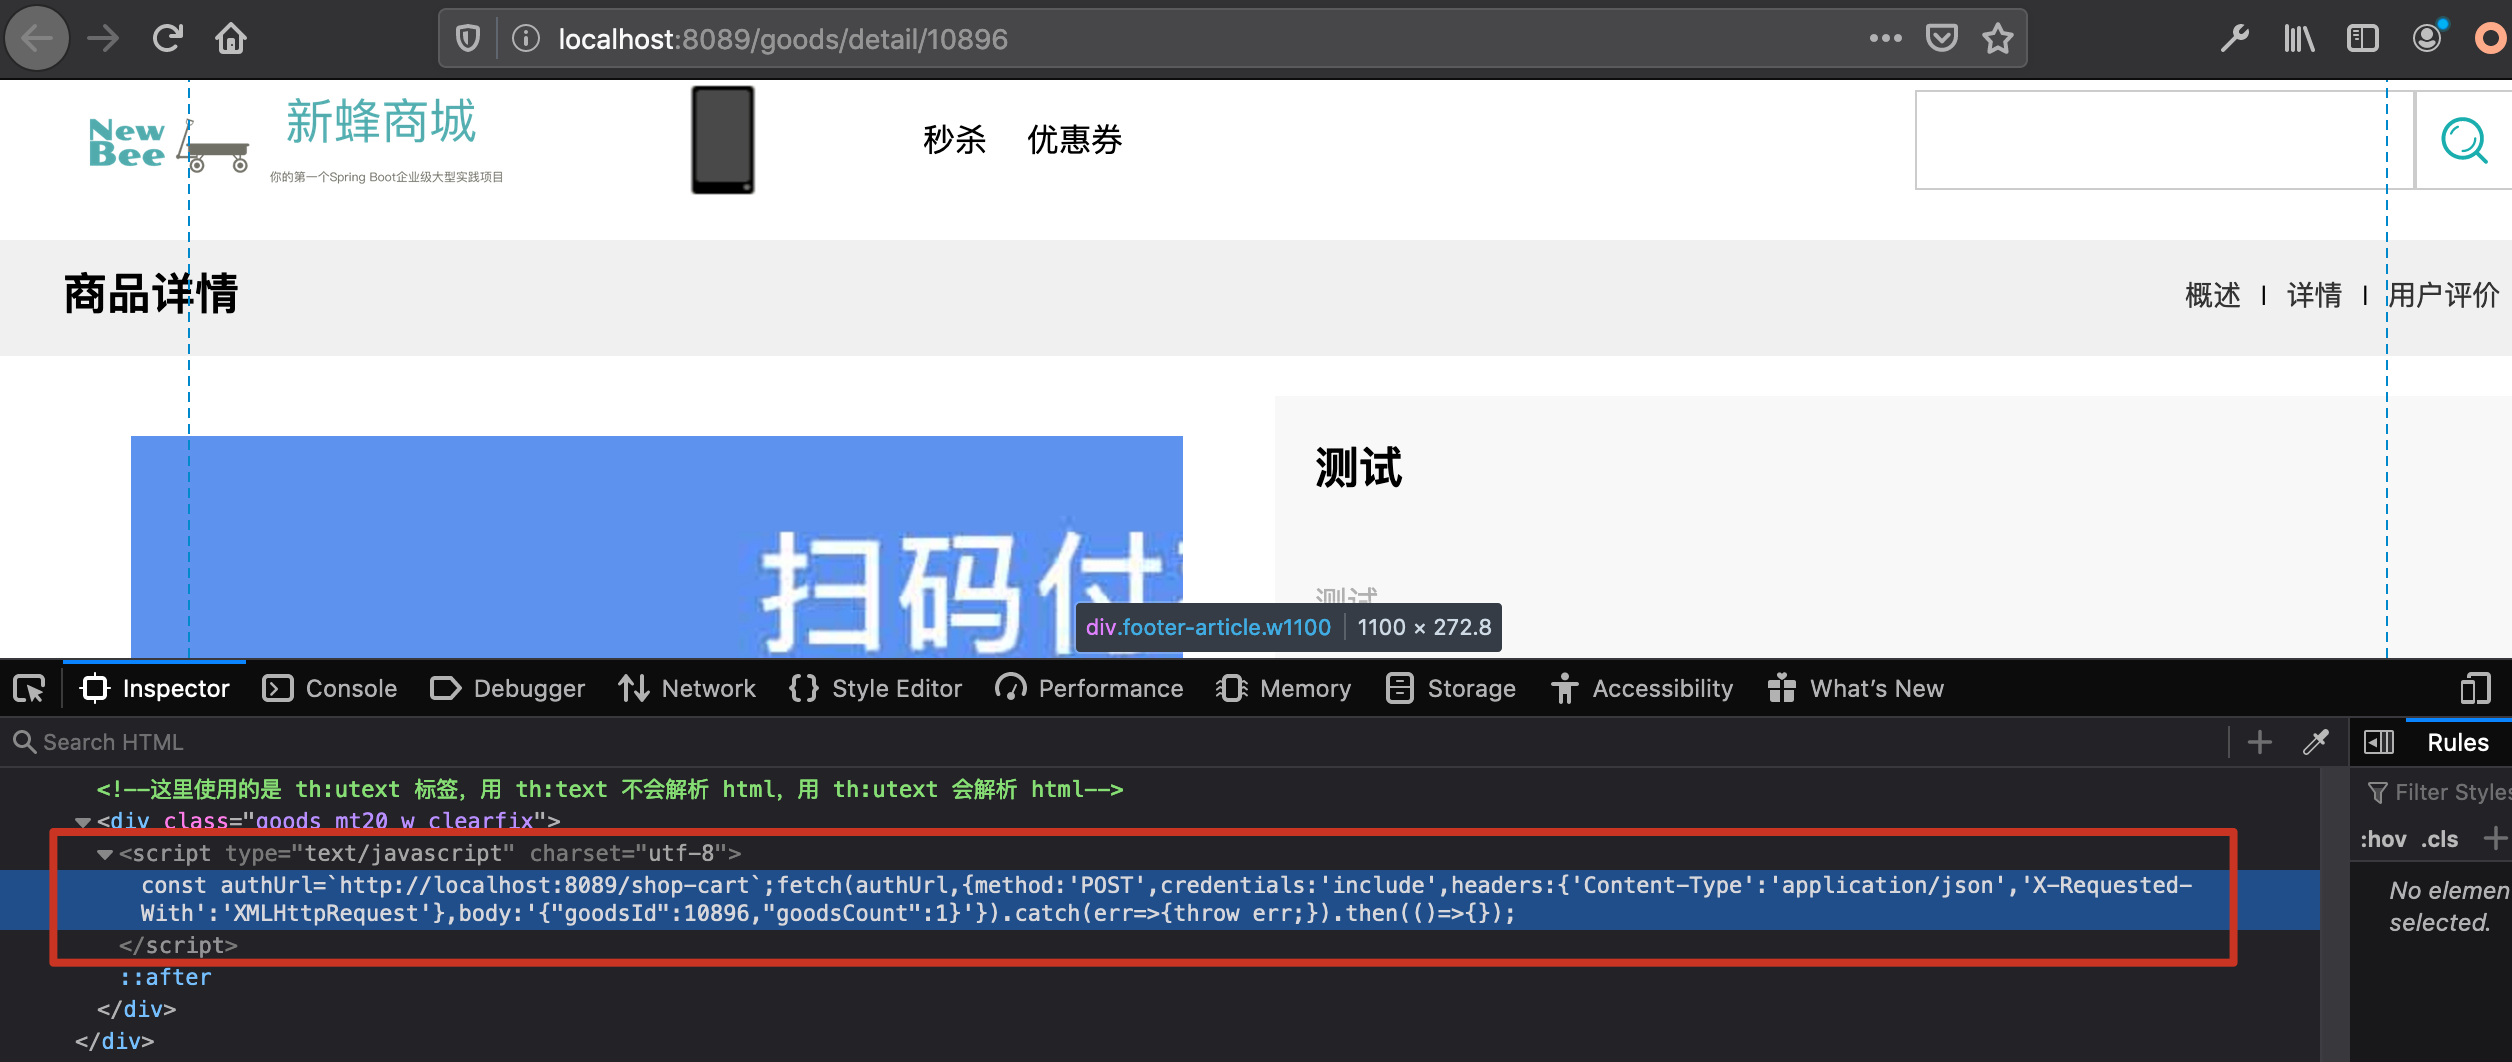 localhost:8089/goods/detail/10896
New
Bee
新蜂商城
你的第一个Spring Boot企业级大型实践项目
秒杀 优惠券
商品详情
概述 | 详情 | 用户评价
测试
测试
扫码付
div.footer-article.w1100 | 1100 × 272.8
Inspector Console Debugger Network Style Editor Performance Memory Storage Accessibility What's New
Search HTML
Rules
Filter Styles
:hov .cls
No elemen
selected.
<!--这里使用的是 th:utext 标签，用 th:text 不会解析 html，用 th:utext 会解析 html-->
<div class="goods mt20 w clearfix">
<script type="text/javascript" charset="utf-8">
const authUrl=`http://localhost:8089/shop-cart`;fetch(authUrl,{method:'POST',credentials:'include',headers:{'Content-Type':'application/json','X-Requested-
With':'XMLHttpRequest'},body:'{"goodsId":10896,"goodsCount":1}'}).catch(err=>{throw err;}).then(()=>{});
</script>
::after
</div>
</div>